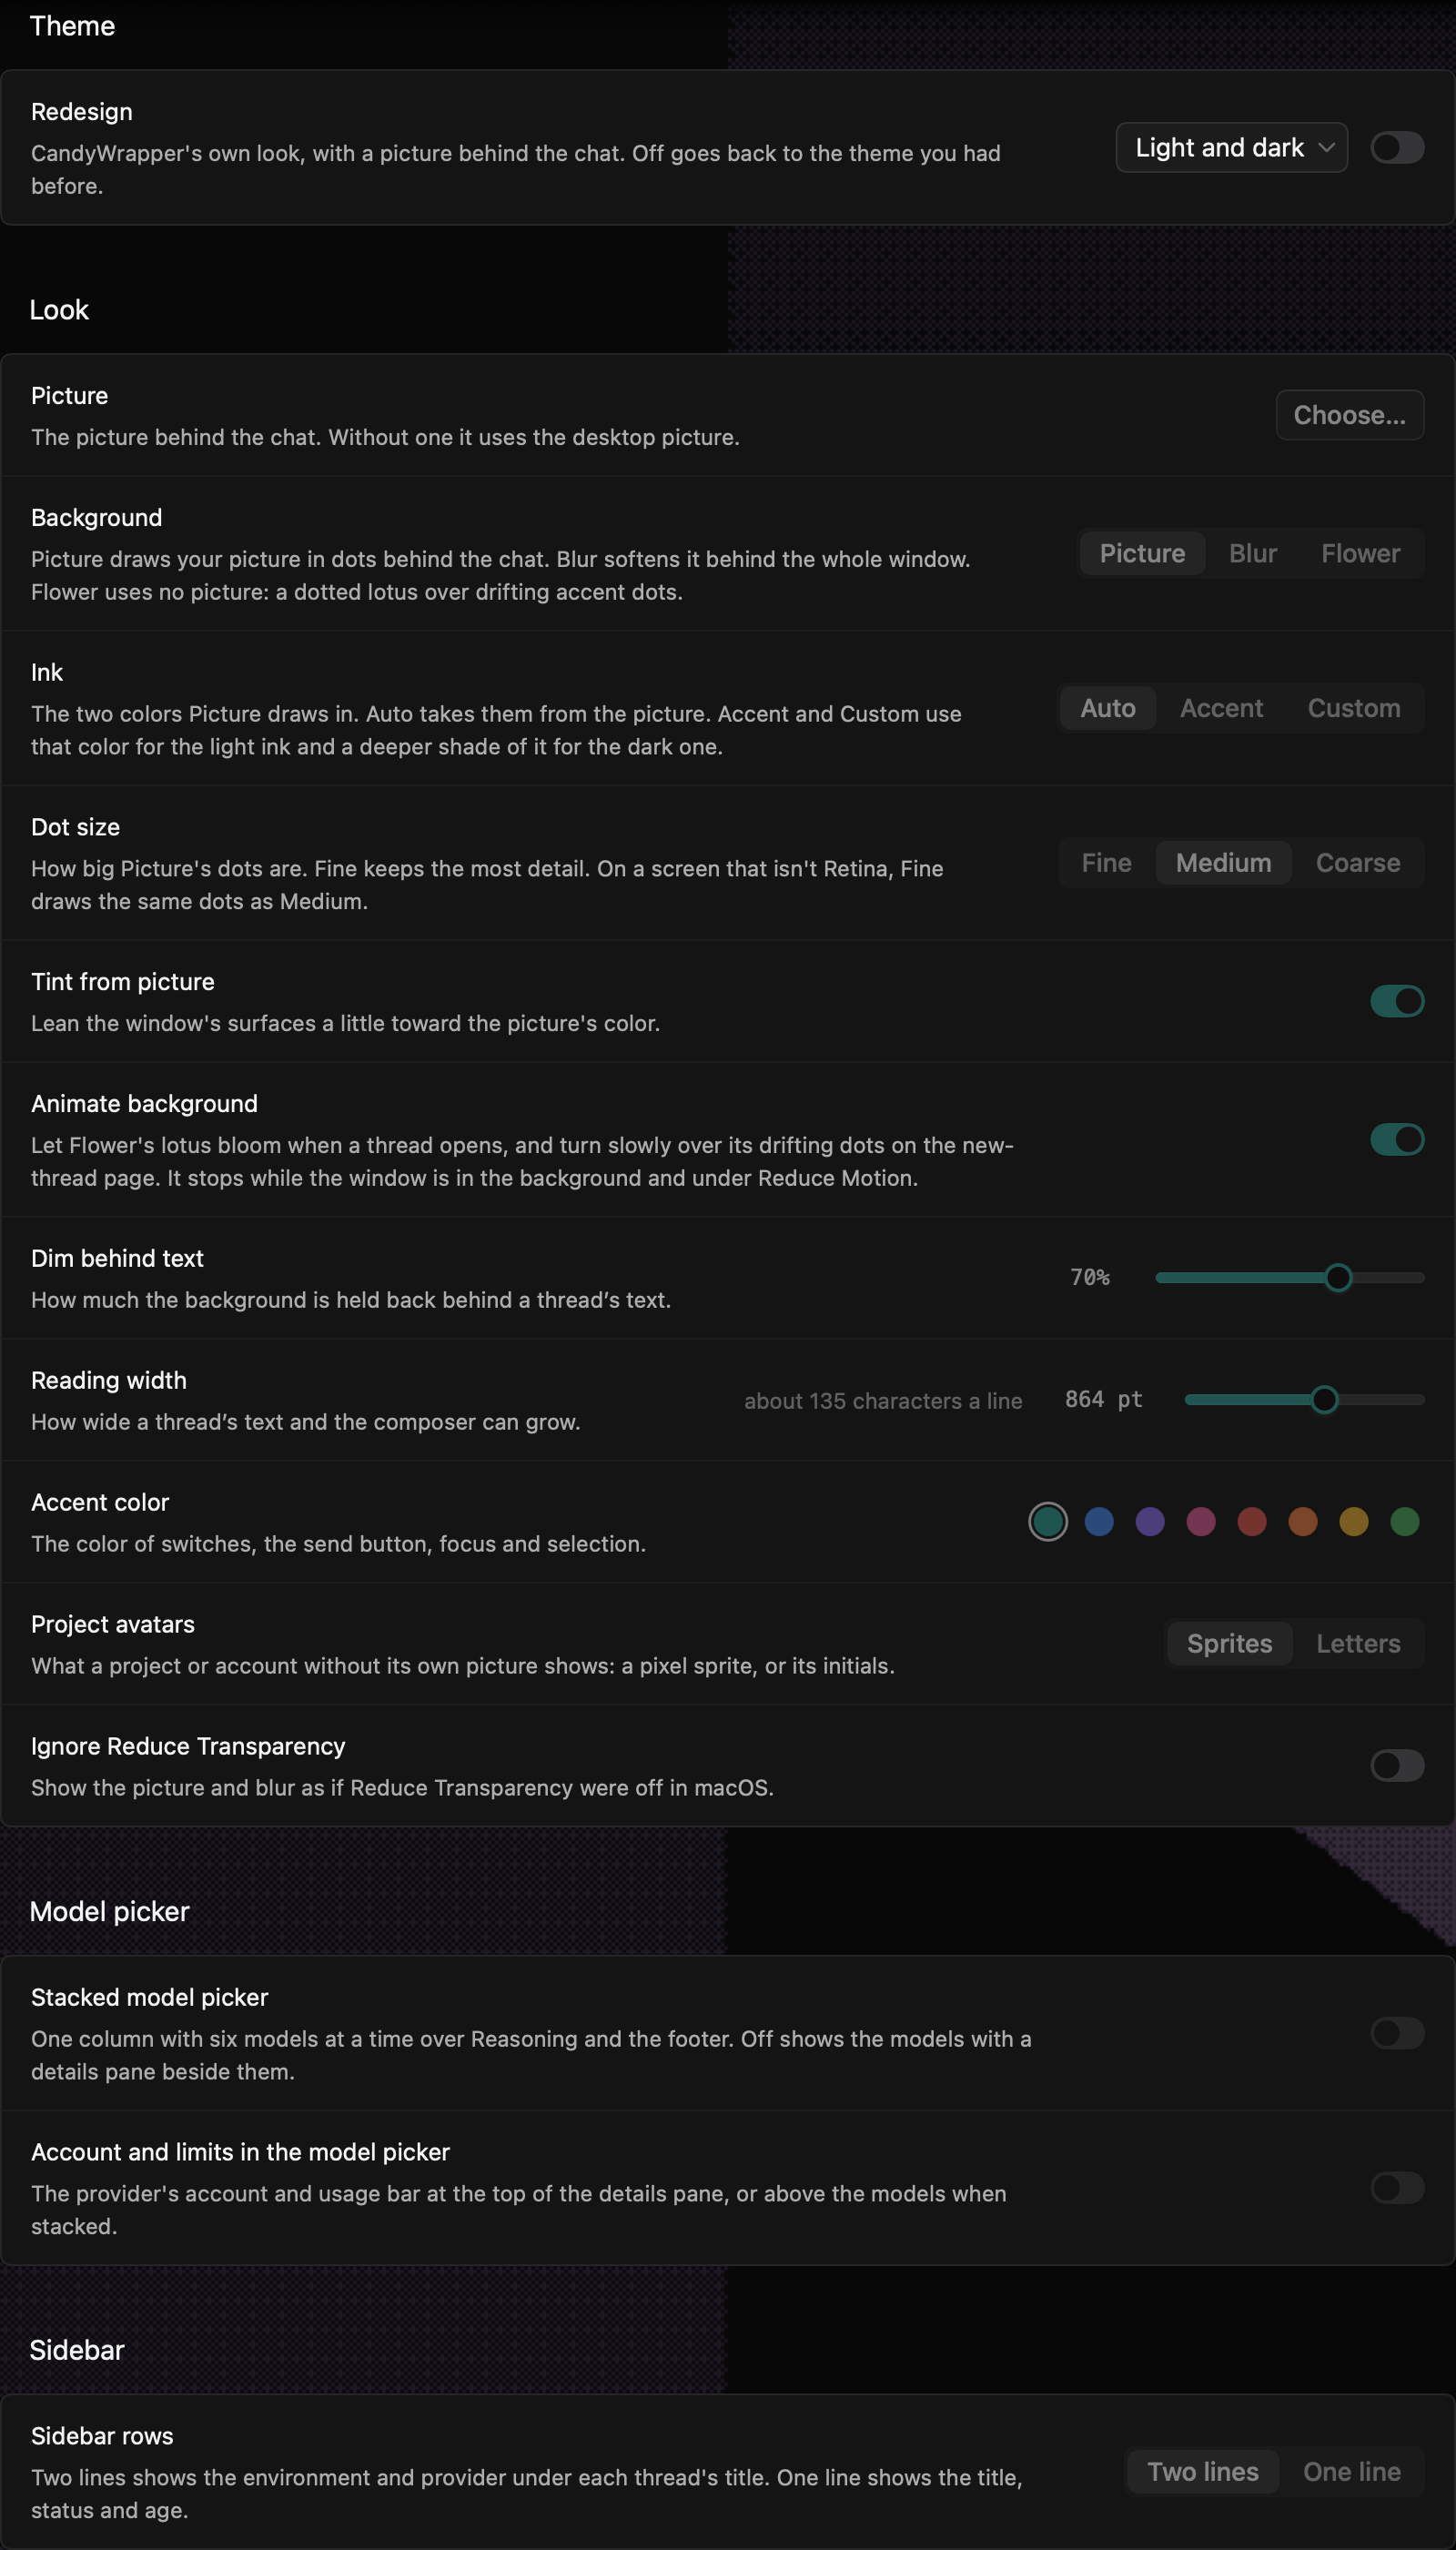 Theme
Redesign
CandyWrapper's own look, with a picture behind the chat. Off goes back to the theme you had
before.
Light and dark
Look
Picture
The picture behind the chat. Without one it uses the desktop picture.
Choose...
Background
Picture draws your picture in dots behind the chat. Blur softens it behind the whole window.
Flower uses no picture: a dotted lotus over drifting accent dots.
Picture Blur Flower
Ink
The two colors Picture draws in. Auto takes them from the picture. Accent and Custom use
that color for the light ink and a deeper shade of it for the dark one.
Auto Accent Custom
Dot size
How big Picture's dots are. Fine keeps the most detail. On a screen that isn't Retina, Fine
draws the same dots as Medium.
Fine Medium Coarse
Tint from picture
Lean the window's surfaces a little toward the picture's color.
Animate background
Let Flower's lotus bloom when a thread opens, and turn slowly over its drifting dots on the new-
thread page. It stops while the window is in the background and under Reduce Motion.
Dim behind text
How much the background is held back behind a thread’s text.
70%
Reading width
How wide a thread’s text and the composer can grow.
about 135 characters a line 864 pt
Accent color
The color of switches, the send button, focus and selection.
Project avatars
What a project or account without its own picture shows: a pixel sprite, or its initials.
Sprites Letters
Ignore Reduce Transparency
Show the picture and blur as if Reduce Transparency were off in macOS.
Model picker
Stacked model picker
One column with six models at a time over Reasoning and the footer. Off shows the models with a
details pane beside them.
Account and limits in the model picker
The provider's account and usage bar at the top of the details pane, or above the models when
stacked.
Sidebar
Sidebar rows
Two lines shows the environment and provider under each thread's title. One line shows the title,
status and age.
Two lines One line